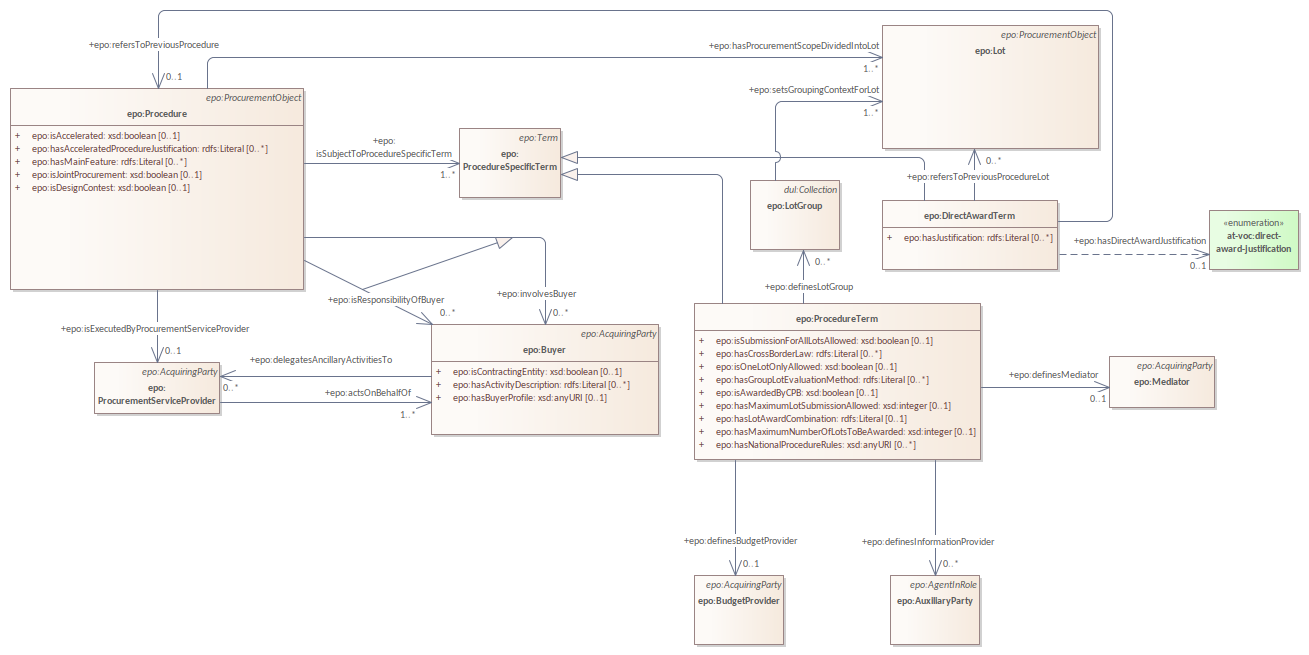 +epo:refersToPreviousProcedure
0..1
+epo:hasProcurementScopeDividedIntoLot
1..*
epo:ProcurementObject
epo:Lot
+epo:setsGroupingContextForLot
1..*
epo:ProcurementObject
epo:Procedure
+ epo:isAccelerated: xsd:boolean [0..1]
+ epo:hasAcceleratedProcedureJustification: rdfs:Literal [0..*]
+ epo:hasMainFeature: rdfs:Literal [0..*]
+ epo:isJointProcurement: xsd:boolean [0..1]
+ epo:isDesignContest: xsd:boolean [0..1]
+epo:
isSubjectToProcedureSpecificTerm
1..*
epo:Term
epo:
ProcedureSpecificTerm
dul:Collection
epo:LotGroup
0..*
+epo:refersToPreviousProcedureLot
epo:DirectAwardTerm
+ epo:hasJustification: rdfs:Literal [0..*]
+epo:hasDirectAwardJustification
0..1
«enumeration»
at-voc:direct-
award-justification
0..*
+epo:definesLotGroup
+epo:isResponsibilityOfBuyer
0..*
+epo:involvesBuyer
0..*
+epo:isExecutedByProcurementServiceProvider
0..1
epo:AcquiringParty
epo:
ProcurementServiceProvider
+epo:delegatesAncillaryActivitiesTo
0..*
+epo:actsOnBehalfOf
1..*
epo:AcquiringParty
epo:Buyer
+ epo:isContractingEntity: xsd:boolean [0..1]
+ epo:hasActivityDescription: rdfs:Literal [0..*]
+ epo:hasBuyerProfile: xsd:anyURI [0..1]
epo:ProcedureTerm
+ epo:isSubmissionForAllLotsAllowed: xsd:boolean [0..1]
+ epo:hasCrossBorderLaw: rdfs:Literal [0..*]
+ epo:isOneLotOnlyAllowed: xsd:boolean [0..1]
+ epo:hasGroupLotEvaluationMethod: rdfs:Literal [0..*]
+ epo:isAwardedByCPB: xsd:boolean [0..1]
+ epo:hasMaximumLotSubmissionAllowed: xsd:integer [0..1]
+ epo:hasLotAwardCombination: rdfs:Literal [0..1]
+ epo:hasMaximumNumberOfLotsToBeAwarded: xsd:integer [0..1]
+ epo:hasNationalProcedureRules: xsd:anyURI [0..*]
+epo:definesMediator
0..1
epo:AcquiringParty
epo:Mediator
+epo:definesBudgetProvider
0..1
epo:AcquiringParty
epo:BudgetProvider
+epo:definesInformationProvider
0..*
epo:AgentInRole
epo:AuxiliaryParty